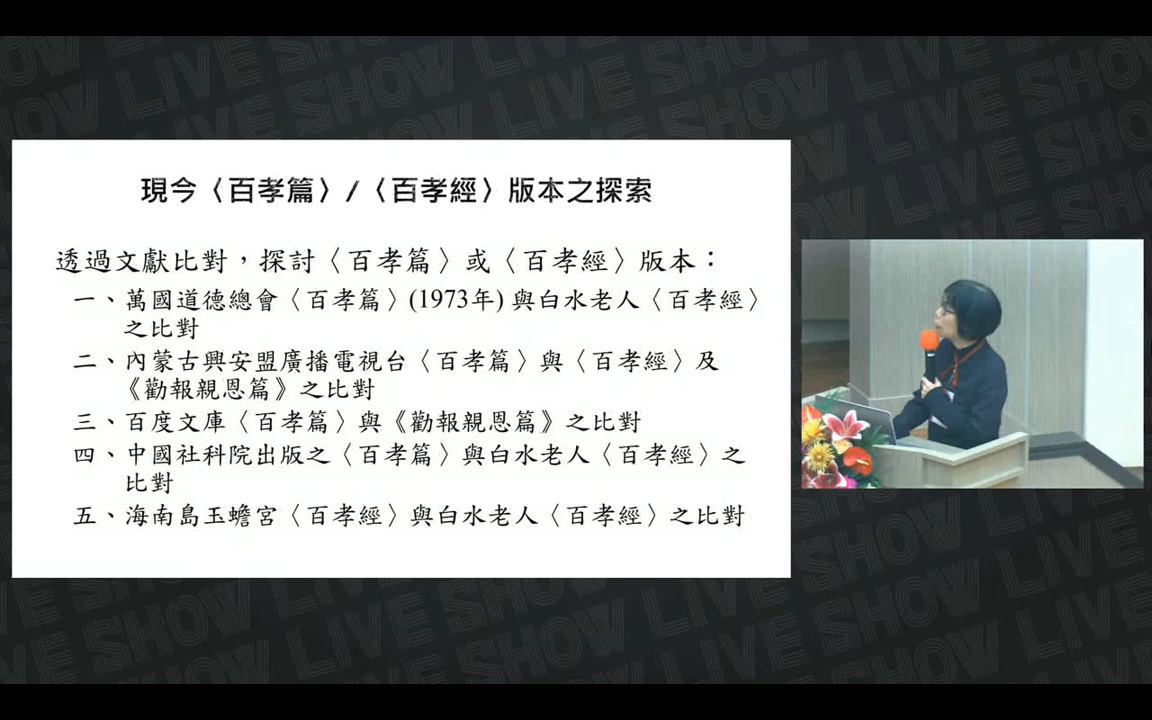 現今〈百孝篇〉/〈百孝經〉版本之探索
透過文獻比對，探討〈百孝篇〉或〈百孝經〉版本：
一、萬國道德總會〈百孝篇〉(1973年) 與白水老人〈百孝經〉
之比對
二、內蒙古興安盟廣播電視台〈百孝篇〉與〈百孝經〉及
《勸報親恩篇》之比對
三、百度文庫〈百孝篇〉與《勸報親恩篇》之比對
四、中國社科院出版之〈百孝篇〉與白水老人〈百孝經〉之
比對
五、海南島玉蟾宮〈百孝經〉與白水老人〈百孝經〉之比對
LIVE SHOW